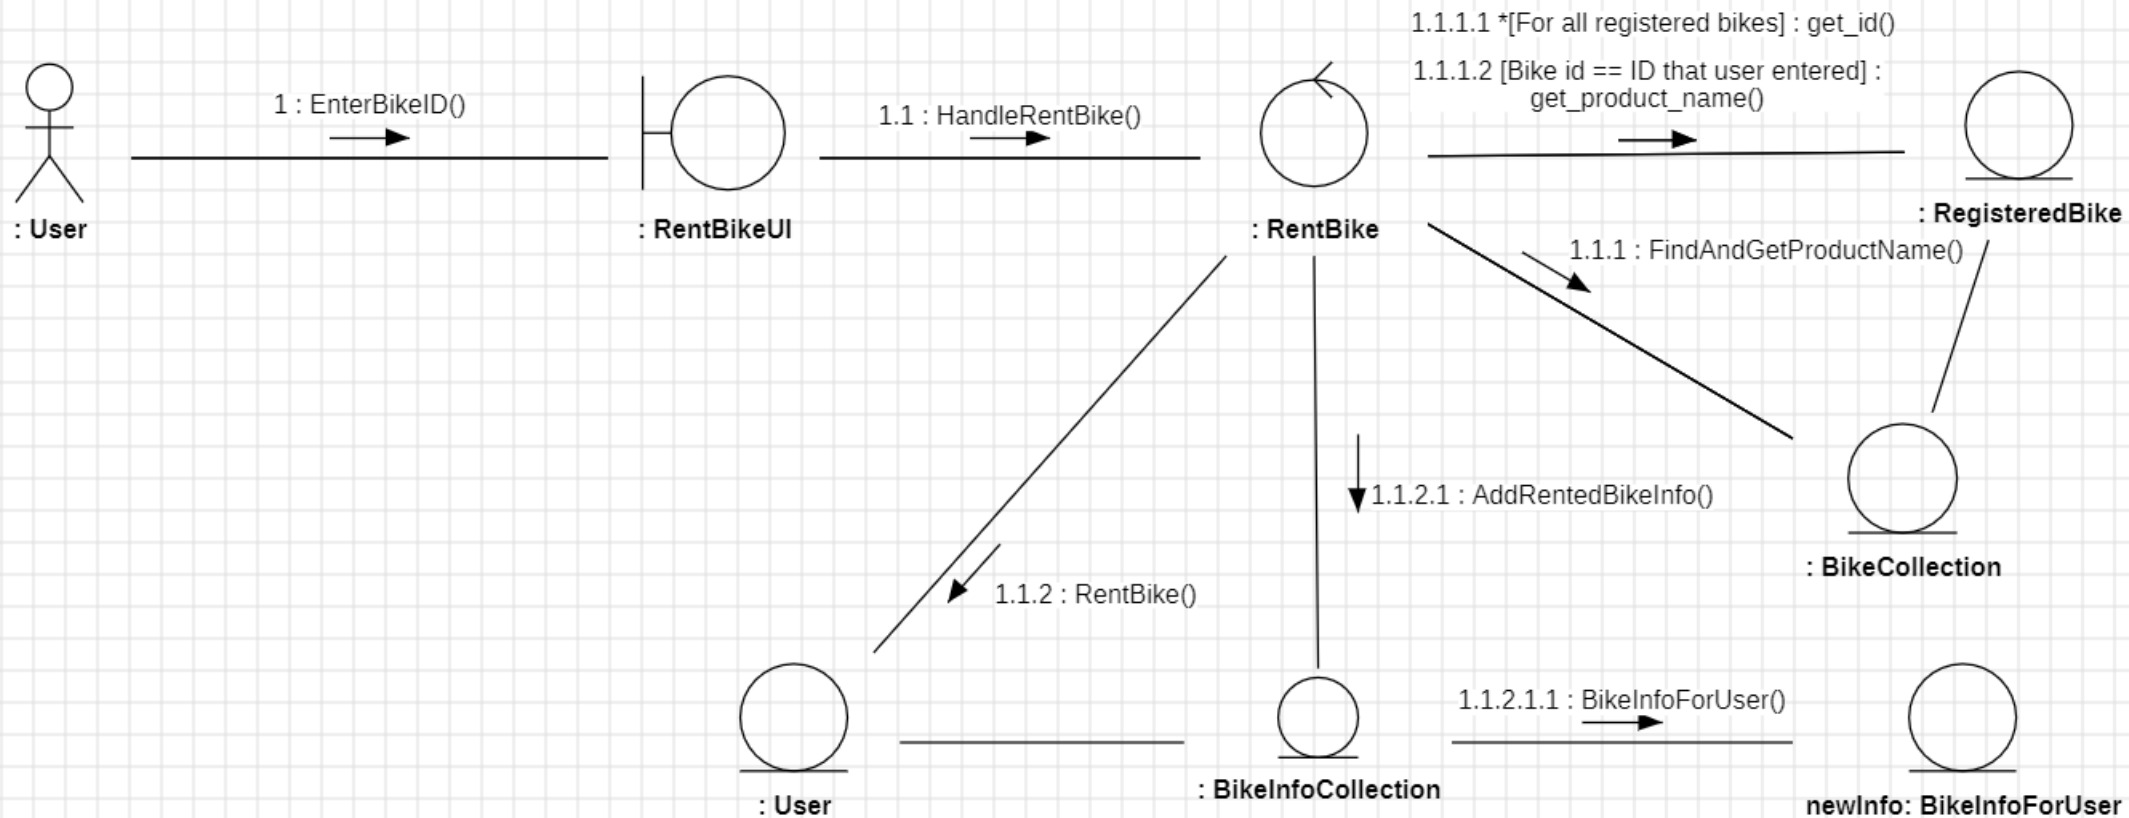 1.1.1.1 *[For all registered bikes] : get_id()
1.1.1.2 [Bike id == ID that user entered] :
get_product_name()
1 : EnterBikeID()
1.1 : HandleRentBike()
: User
: RentBikeUI
: RentBike
: RegisteredBike
1.1.1 : FindAndGetProductName()
1.1.2.1 : AddRentedBikeInfo()
: BikeCollection
1.1.2 : RentBike()
1.1.2.1.1 : BikeInfoForUser()
: User
: BikeInfoCollection
newInfo: BikeInfoForUser